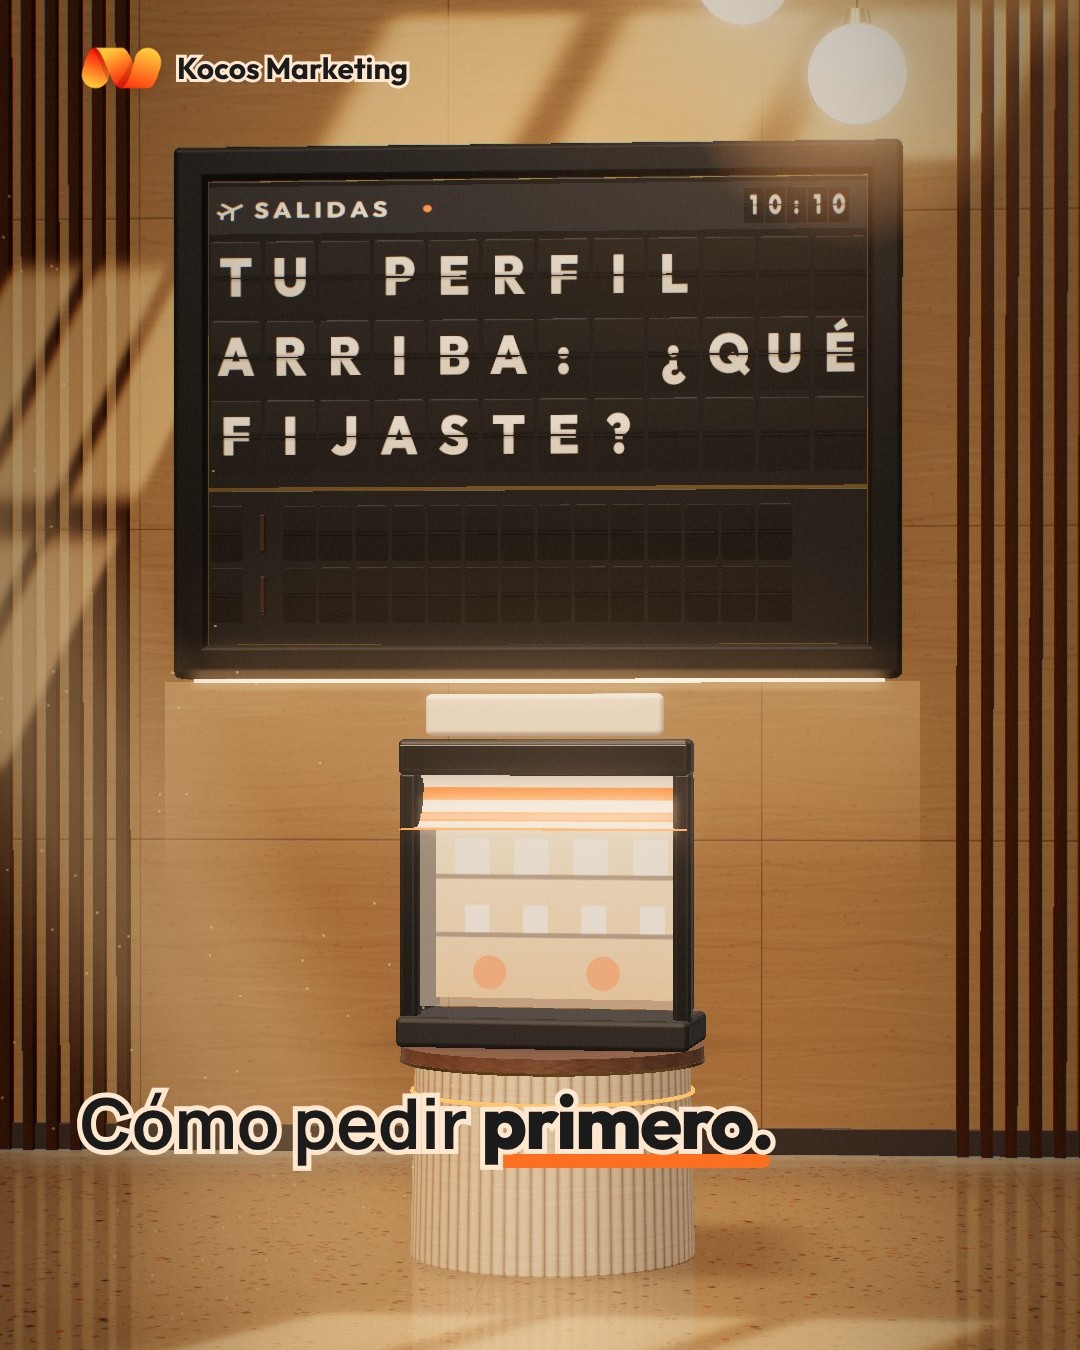 Kocos Marketing
SALIDAS 10:10
TU PERFIL
ARRIBA: ¿QUÉ
FIJASTE?
Cómo pedir primero.